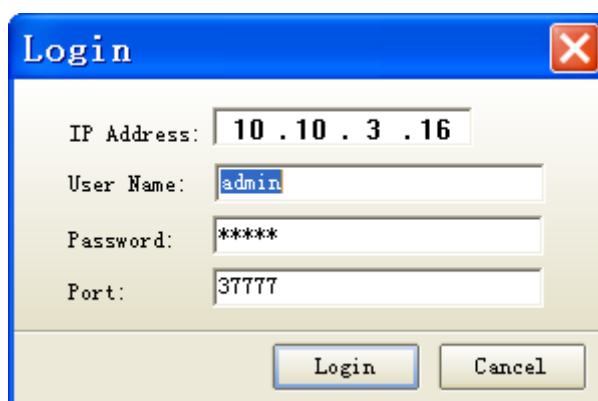 Login
IP Address: 10 . 10 . 3 . 16
User Name: admin
Password: *****
Port: 37777
Login Cancel